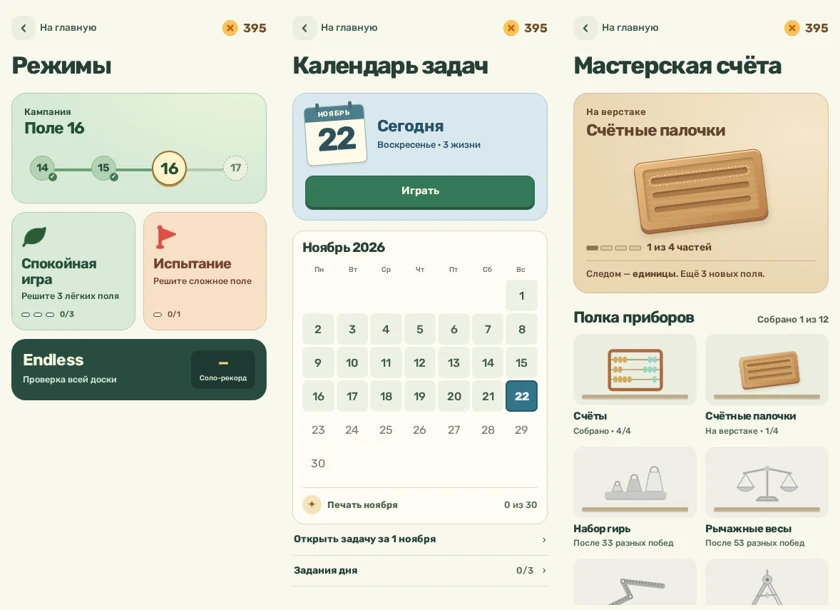 На главную
395
Режимы
Кампания
Поле 16
14
15
16
17
Спокойная
игра
Решите 3 лёгких поля
0/3
Испытание
Решите сложное поле
0/1
Endless
Проверка всей доски
Соло-рекорд
На главную
395
Календарь задач
НОЯБРЬ
22
Сегодня
Воскресенье • 3 жизни
Играть
Ноябрь 2026
Пн Вт Ср Чт Пт Сб Вс
1
2 3 4 5 6 7 8
9 10 11 12 13 14 15
16 17 18 19 20 21 22
23 24 25 26 27 28 29
30
Печать ноября 0 из 30
Открыть задачу за 1 ноября
Задания дня 0/3
На главную
395
Мастерская счёта
На верстаке
Счётные палочки
1 из 4 частей
Следом — единицы. Ещё 3 новых поля.
Полка приборов Собрано 1 из 12
Счёты
Собрано • 4/4
Счётные палочки
На верстаке • 1/4
Набор гирь
После 33 разных побед
Рычажные весы
После 53 разных побед